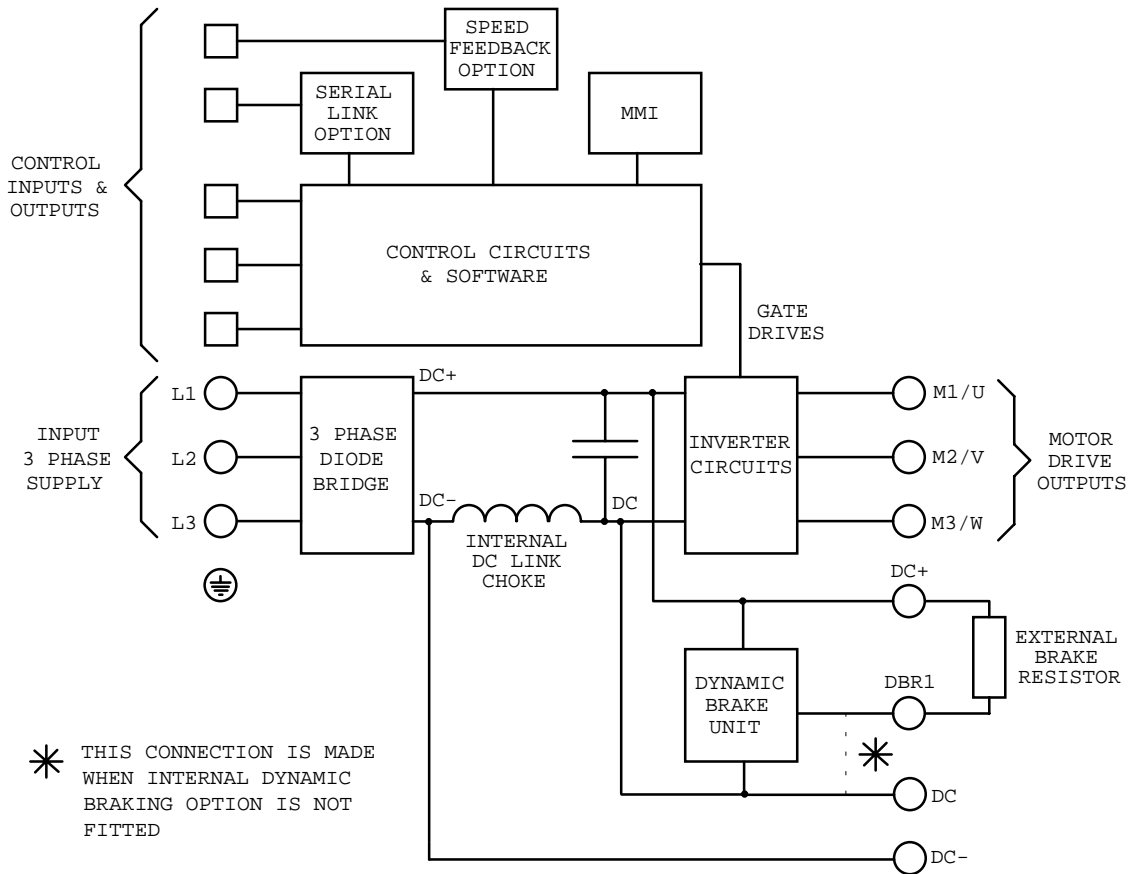 SPEED
FEEDBACK
OPTION
SERIAL
LINK
OPTION
MMI
CONTROL
INPUTS &
OUTPUTS
CONTROL CIRCUITS
& SOFTWARE
GATE
DRIVES
INPUT
3 PHASE
SUPPLY
L1
L2
L3
3 PHASE
DIODE
BRIDGE
DC+
DC-
INTERNAL
DC LINK
CHOKE
DC
INVERTER
CIRCUITS
M1/U
M2/V
M3/W
MOTOR
DRIVE
OUTPUTS
DC+
EXTERNAL
BRAKE
RESISTOR
DYNAMIC
BRAKE
UNIT
DBR1
DC
DC-
THIS CONNECTION IS MADE
WHEN INTERNAL DYNAMIC
BRAKING OPTION IS NOT
FITTED